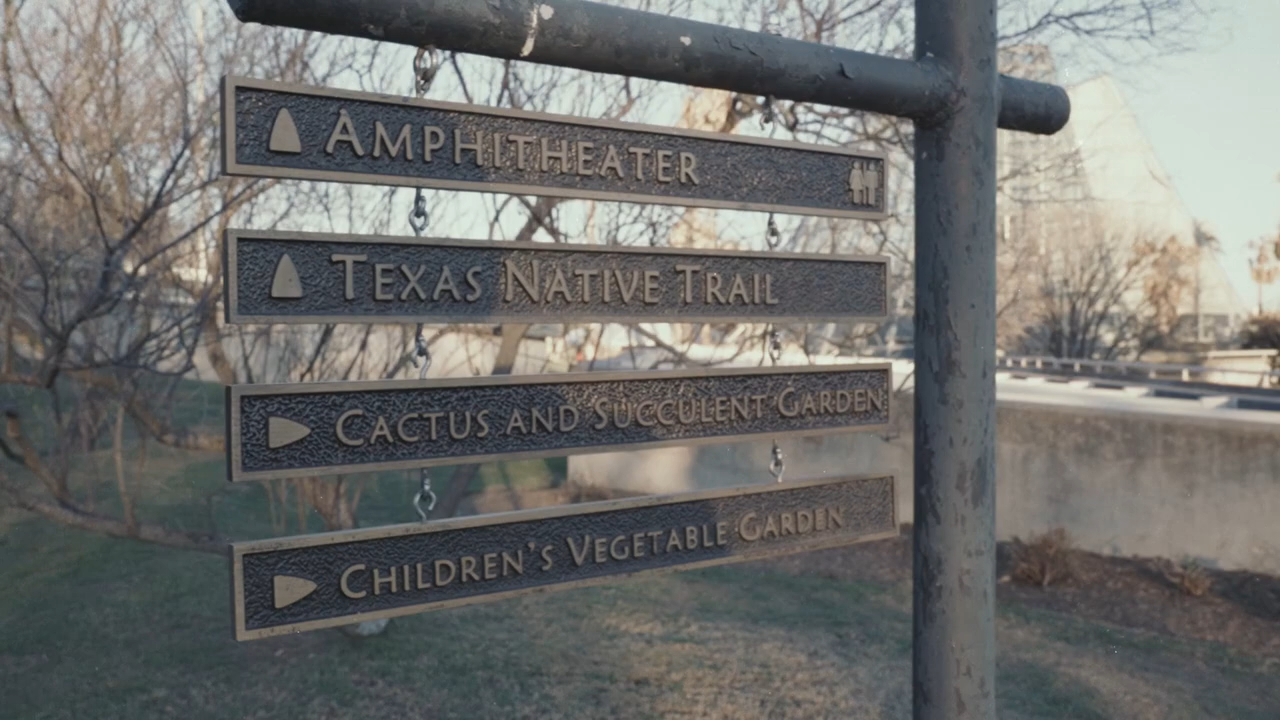 AMPHITHEATER
TEXAS NATIVE TRAIL
CACTUS AND SUCCULENT GARDEN
CHILDREN'S VEGETABLE GARDEN